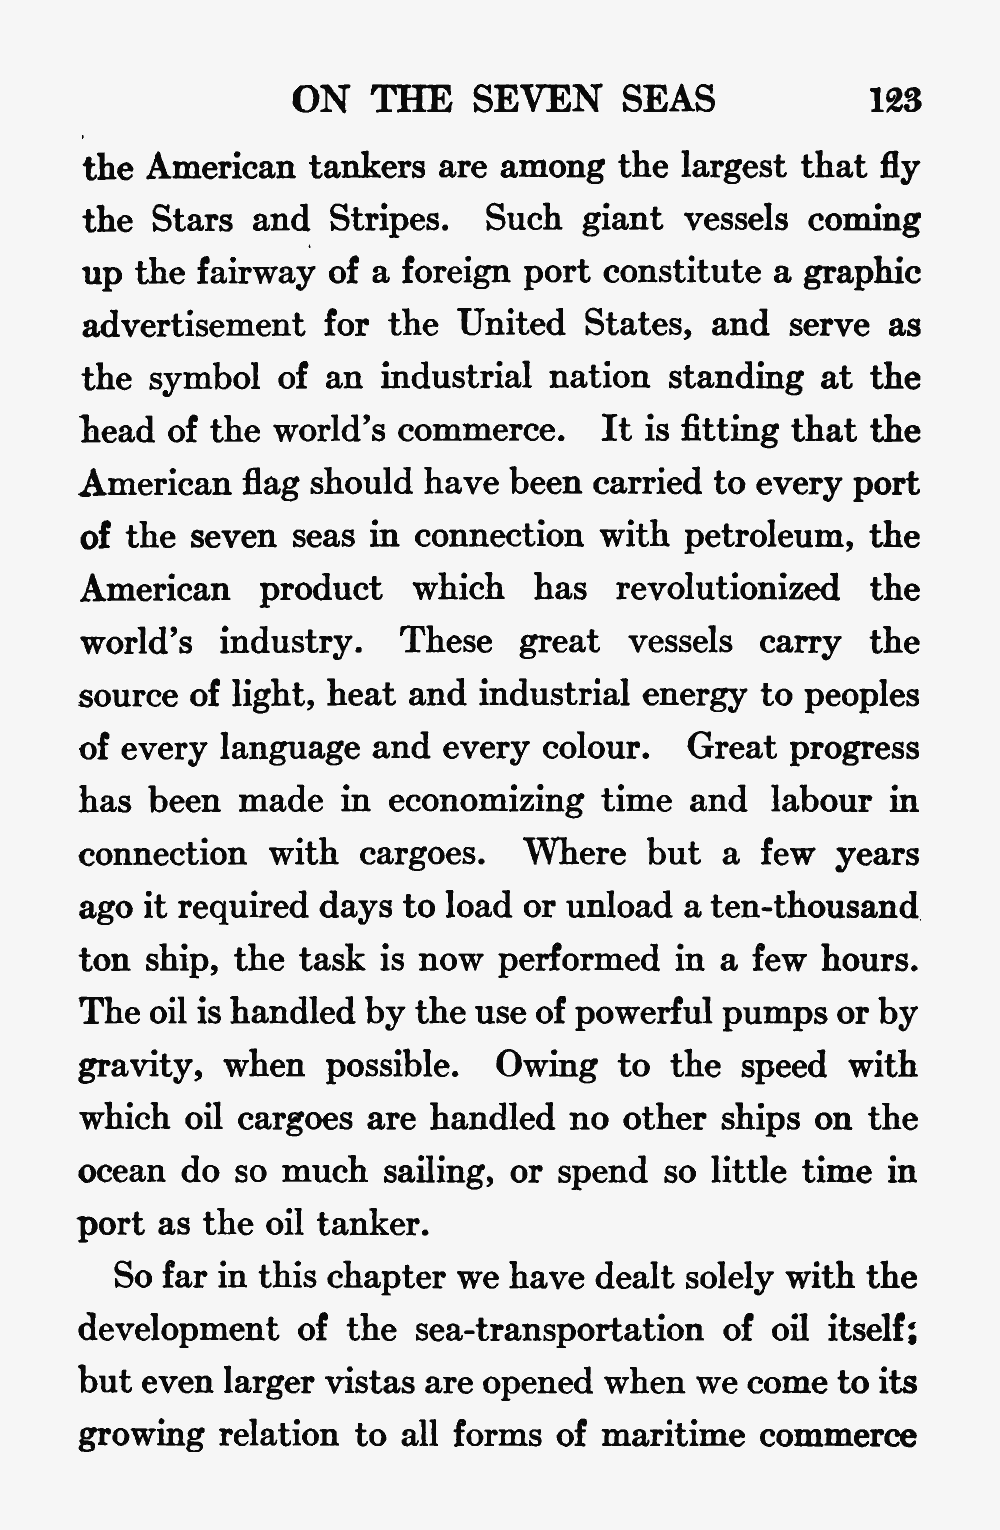 ON THE SEVEN SEAS 123
the American tankers are among the largest that fly
the Stars and Stripes. Such giant vessels coming
up the fairway of a foreign port constitute a graphic
advertisement for the United States, and serve as
the symbol of an industrial nation standing at the
head of the world's commerce. It is fitting that the
American flag should have been carried to every port
of the seven seas in connection with petroleum, the
American product which has revolutionized the
world's industry. These great vessels carry the
source of light, heat and industrial energy to peoples
of every language and every colour. Great progress
has been made in economizing time and labour in
connection with cargoes. Where but a few years
ago it required days to load or unload a ten-thousand
ton ship, the task is now performed in a few hours.
The oil is handled by the use of powerful pumps or by
gravity, when possible. Owing to the speed with
which oil cargoes are handled no other ships on the
ocean do so much sailing, or spend so little time in
port as the oil tanker.
So far in this chapter we have dealt solely with the
development of the sea-transportation of oil itself;
but even larger vistas are opened when we come to its
growing relation to all forms of maritime commerce